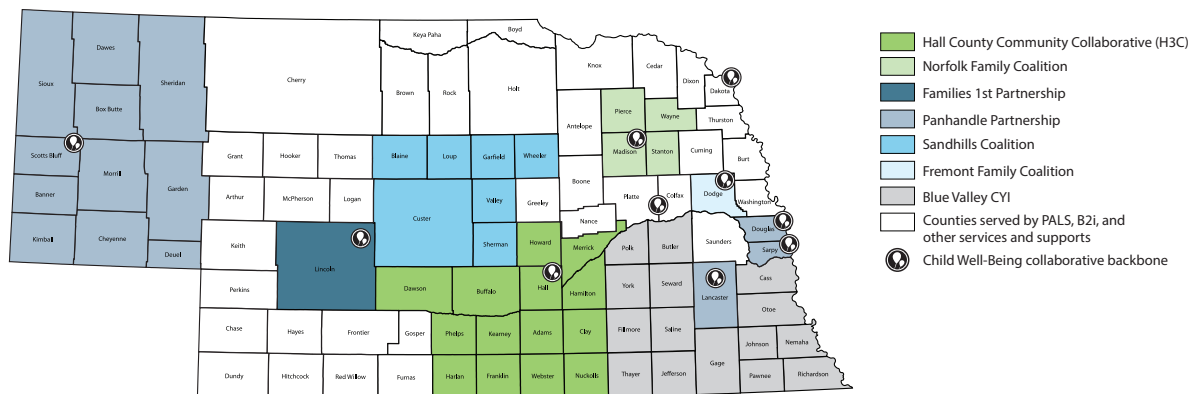 Boyd
Keya Paha
Dawes
Sioux
Sheridan
Cherry
Knox
Cedar
Dixon
Dakota
Brown
Rock
Holt
Box Butte
Antelope
Pierce
Wayne
Thurston
Scotts Bluff
Morrill
Garden
Grant
Hooker
Thomas
Blaine
Loup
Garfield
Wheeler
Madison
Stanton
Cuming
Burt
Banner
Arthur
McPherson
Logan
Custer
Valley
Greeley
Boone
Platte
Colfax
Dodge
Washington
Nance
Kimball
Cheyenne
Deuel
Keith
Lincoln
Sherman
Howard
Merrick
Polk
Butler
Saunders
Douglas
Sarpy
Perkins
Dawson
Buffalo
Hall
Hamilton
York
Seward
Lancaster
Cass
Otoe
Chase
Hayes
Frontier
Gosper
Phelps
Kearney
Adams
Clay
Fillmore
Saline
Johnson
Nemaha
Gage
Dundy
Hitchcock
Red Willow
Furnas
Harlan
Franklin
Webster
Nuckolls
Thayer
Jefferson
Pawnee
Richardson
Hall County Community Collaborative (H3C)
Norfolk Family Coalition
Families 1st Partnership
Panhandle Partnership
Sandhills Coalition
Fremont Family Coalition
Blue Valley CYI
Counties served by PALS, B2i, and
other services and supports
Child Well-Being collaborative backbone